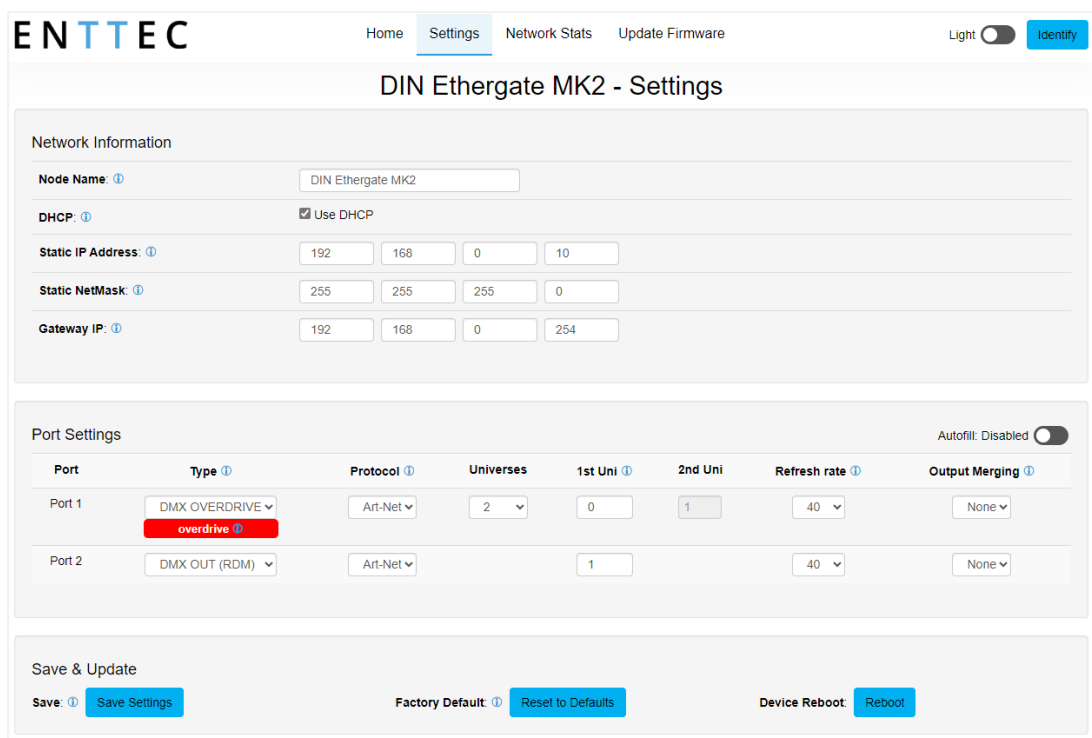 ENTTEC
Home Settings Network Stats Update Firmware
Light
Identify
DIN Ethergate MK2 - Settings
Network Information
Node Name:
DIN Ethergate MK2
DHCP:
Use DHCP
Static IP Address:
192 168 0 10
Static NetMask:
255 255 255 0
Gateway IP:
192 168 0 254
Port Settings
Autofill: Disabled
Port Type Protocol Universes 1st Uni 2nd Uni Refresh rate Output Merging
Port 1 DMX OVERDRIVE Art-Net 2 0 1 40 None
overdrive
Port 2 DMX OUT (RDM) Art-Net 1 40 None
Save & Update
Save: Save Settings Factory Default: Reset to Defaults Device Reboot: Reboot